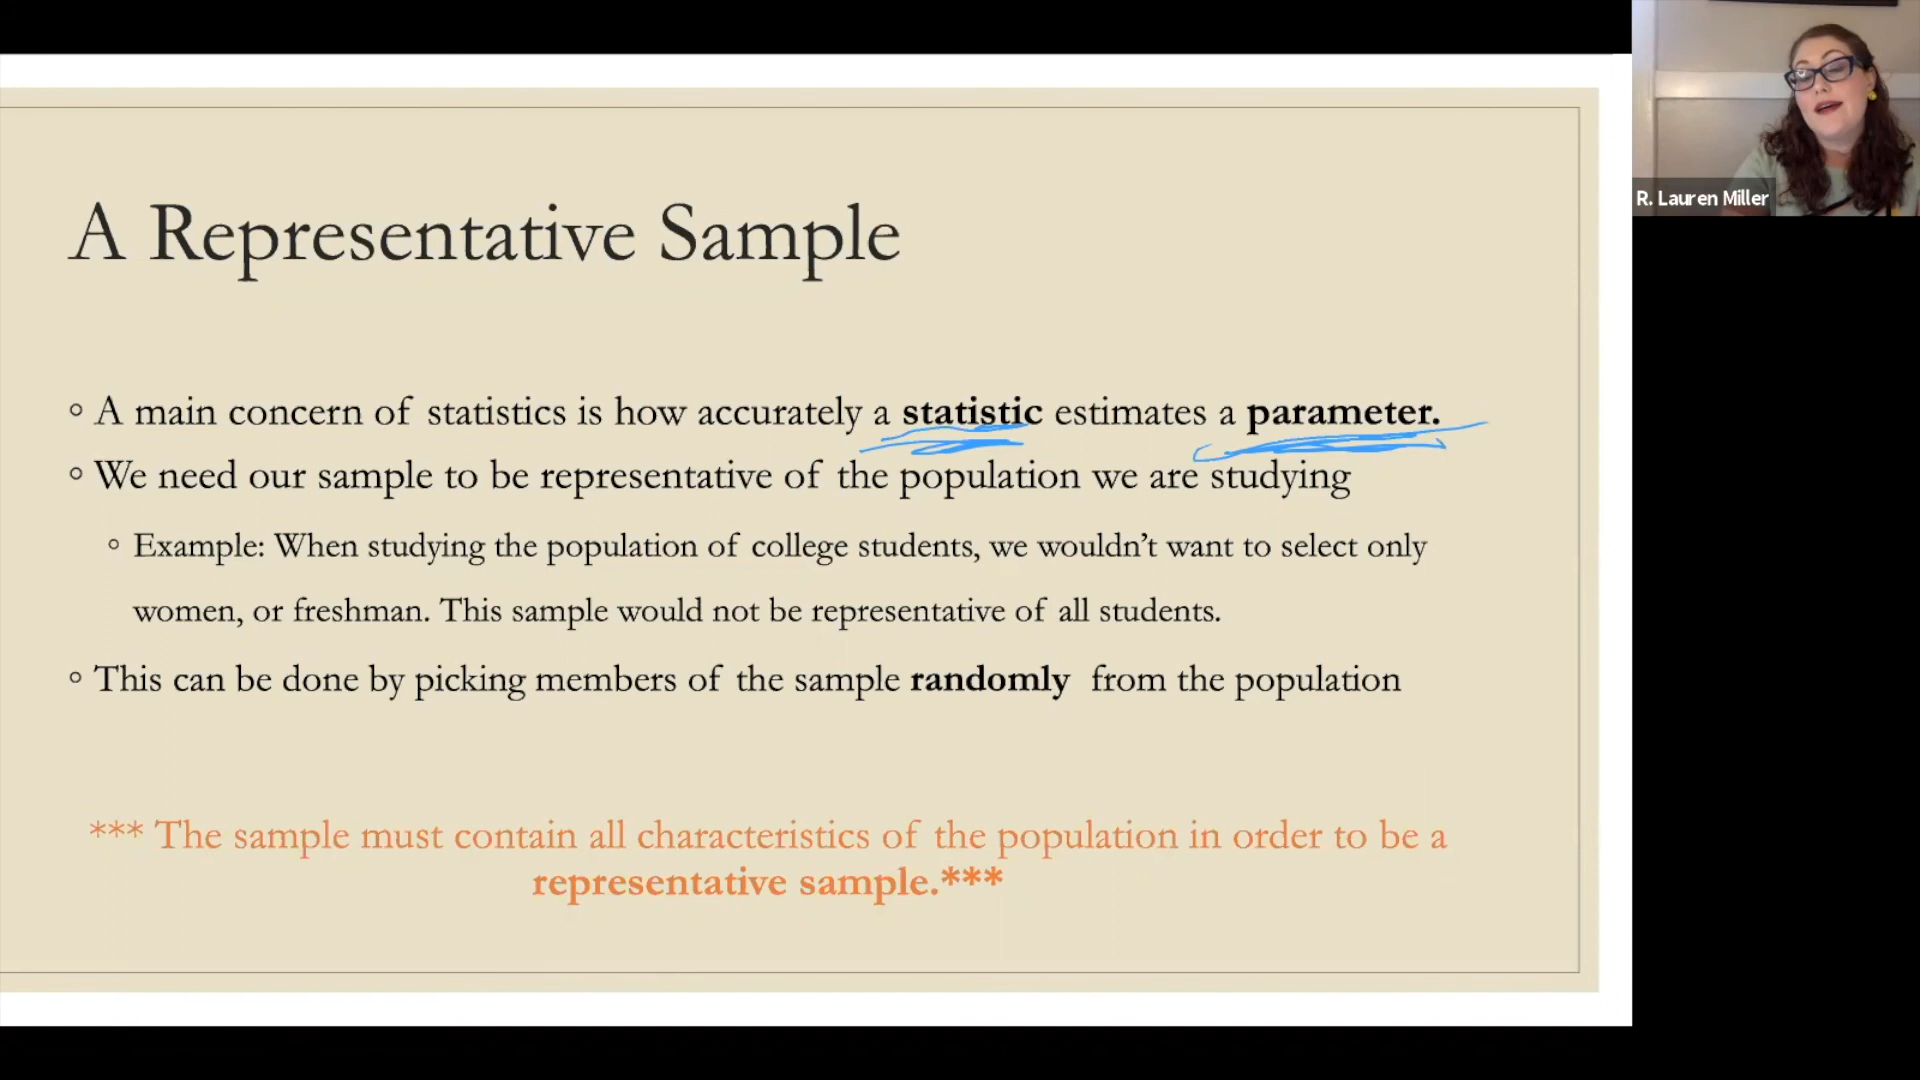 A Representative Sample
◦ A main concern of statistics is how accurately a statistic estimates a parameter.
◦ We need our sample to be representative of the population we are studying
◦ Example: When studying the population of college students, we wouldn’t want to select only
women, or freshman. This sample would not be representative of all students.
◦ This can be done by picking members of the sample randomly from the population
*** The sample must contain all characteristics of the population in order to be a
representative sample.***
R. Lauren Miller